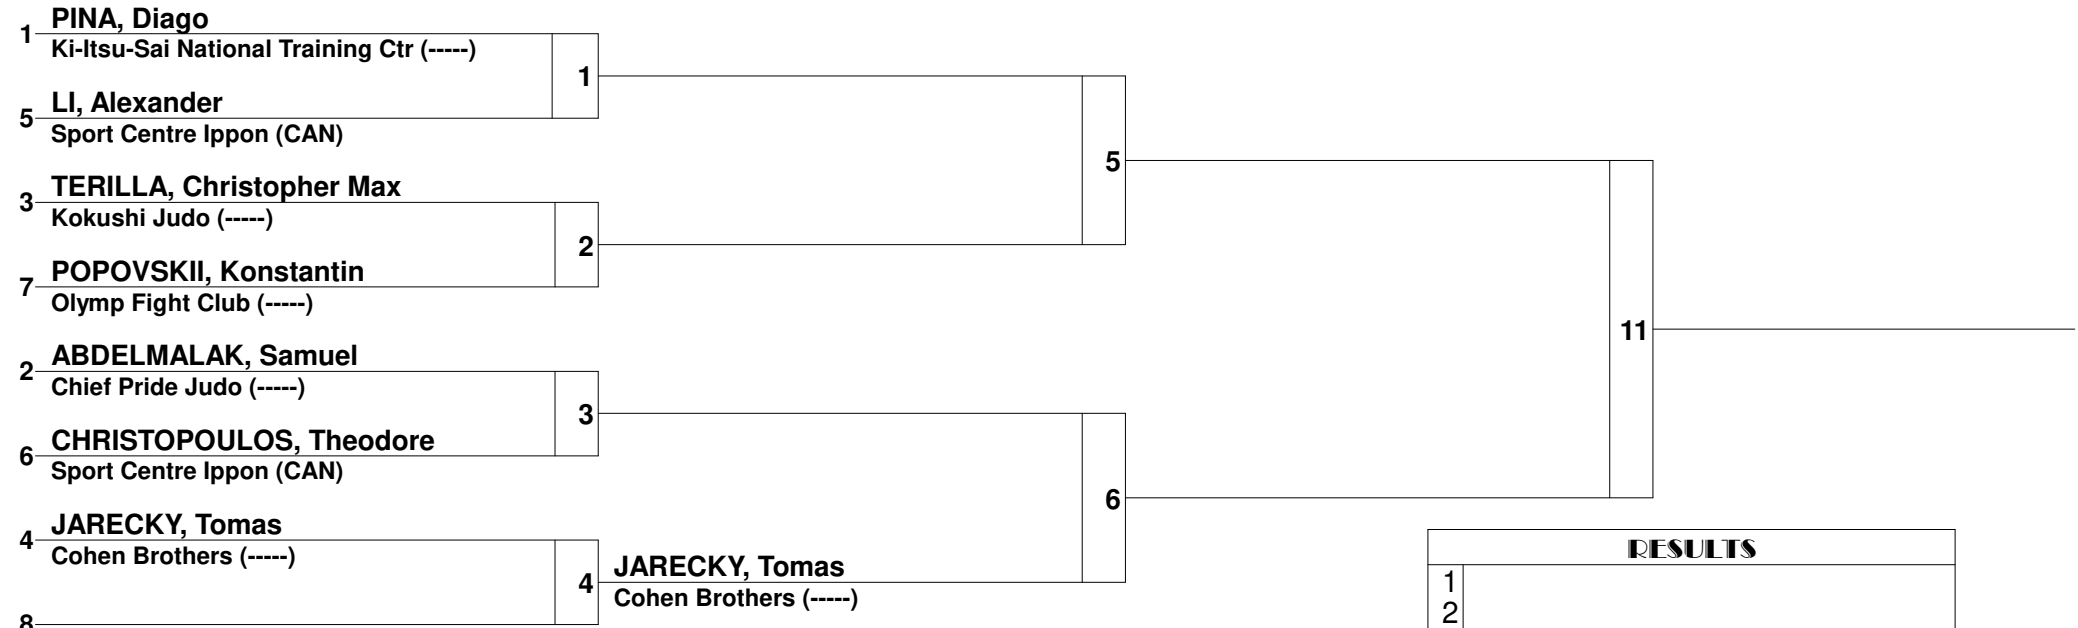 PINA, Diago
1
Ki-Itsu-Sai National Training Ctr (-----)
1
LI, Alexander
5
Sport Centre Ippon (CAN)
5
TERILLA, Christopher Max
3
Kokushi Judo (-----)
2
POPOVSKII, Konstantin
7
Olymp Fight Club (-----)
11
ABDELMALAK, Samuel
2
Chief Pride Judo (-----)
3
CHRISTOPOULOS, Theodore
6
Sport Centre Ippon (CAN)
6
JARECKY, Tomas
4
Cohen Brothers (-----)
4
JARECKY, Tomas
Cohen Brothers (-----)
8
RESULTS
1
2